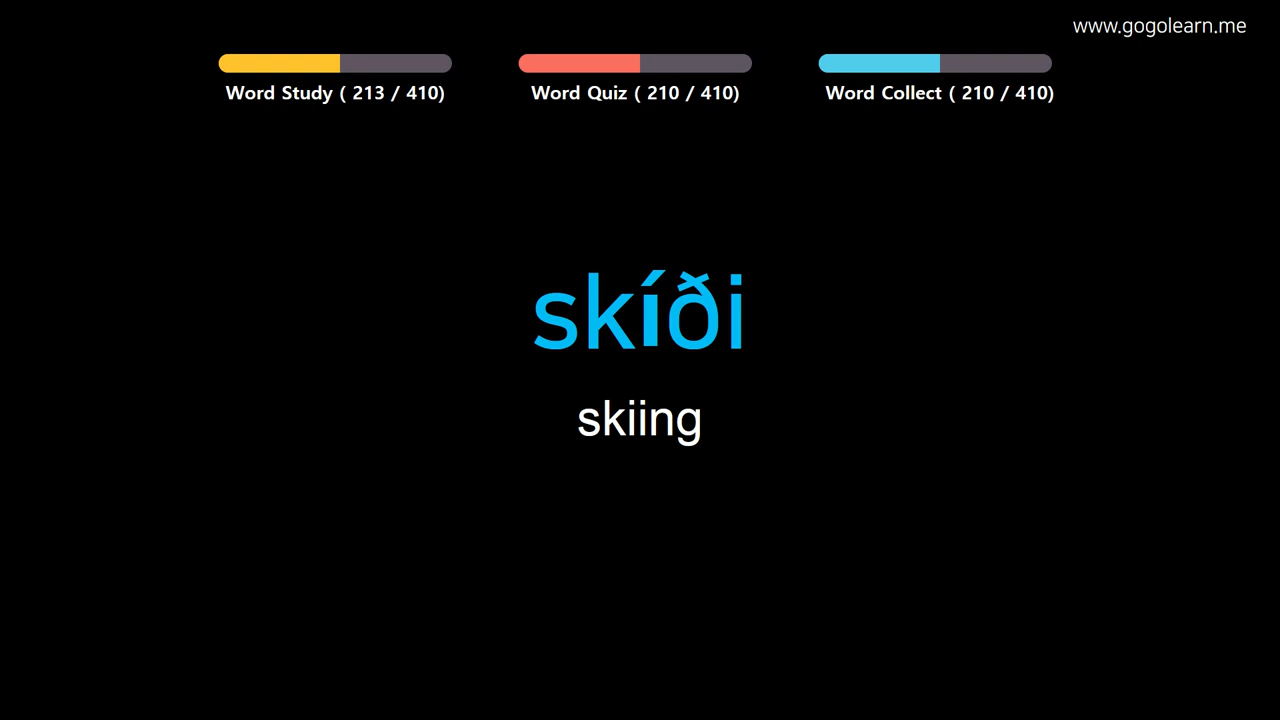 www.gogolearn.me
Word Study ( 213 / 410)
Word Quiz ( 210 / 410)
Word Collect ( 210 / 410)
skíði
skiing